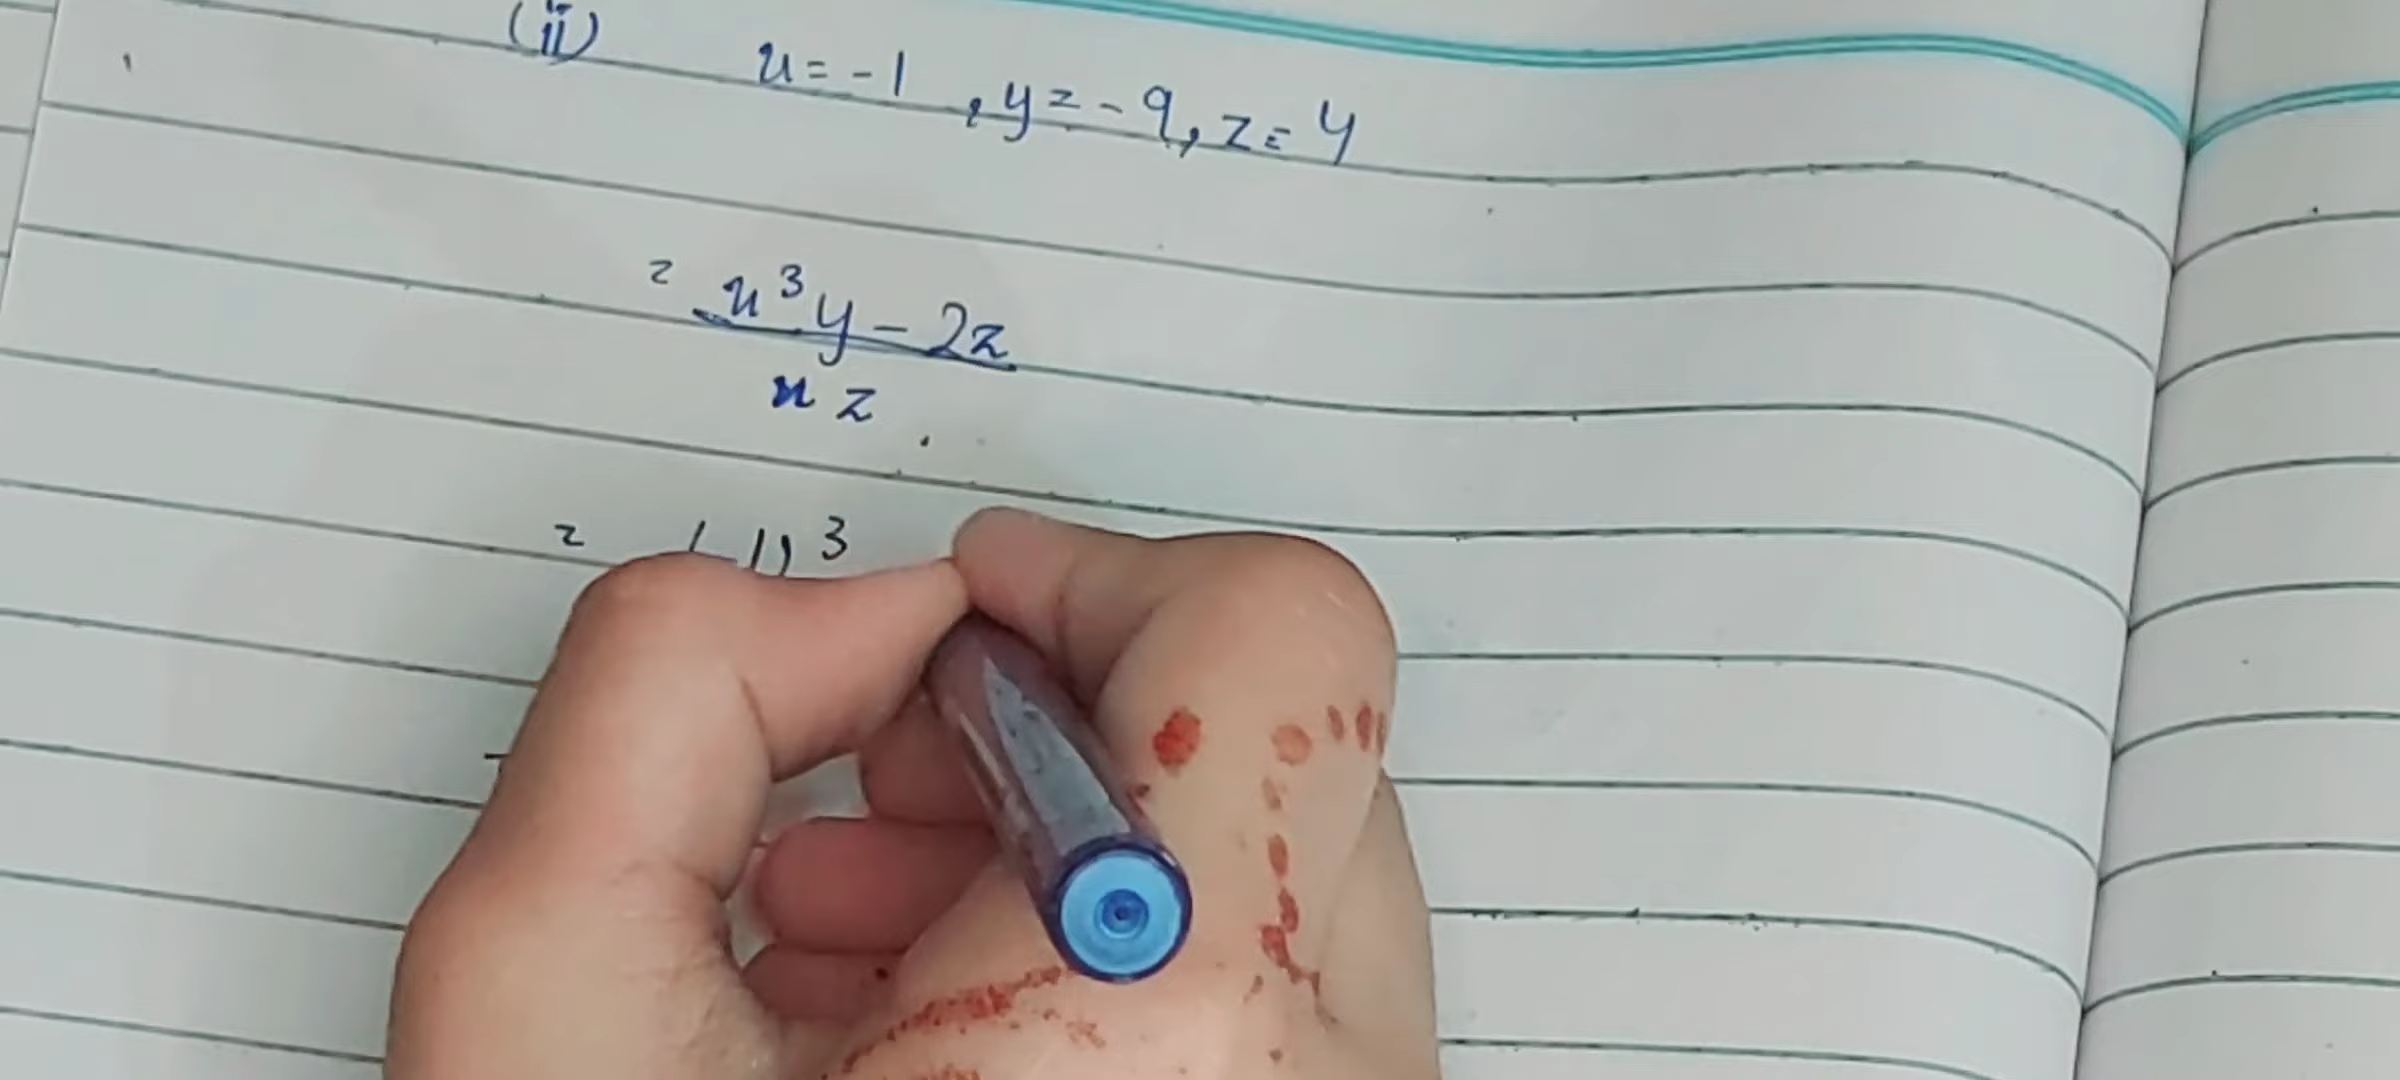 (ii) x = -1 , y = -9, z = 4
= x³y - 2z
xz
= (-1)³